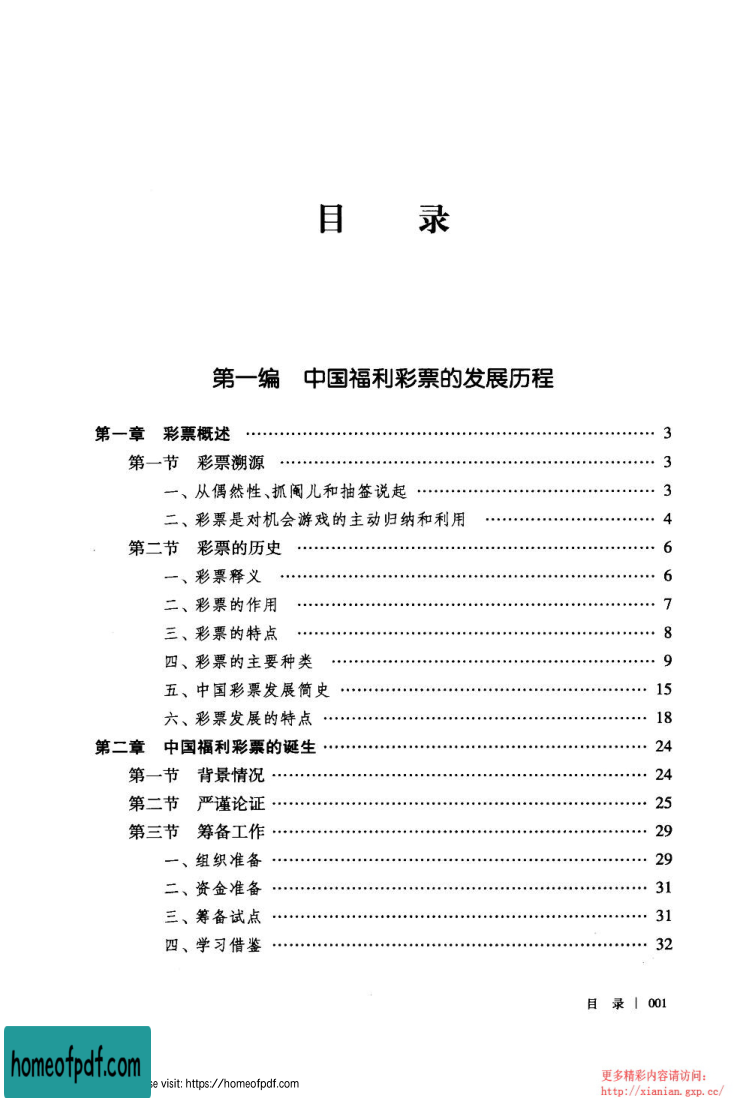 目 录
第一编 中国福利彩票的发展历程
第一章 彩票概述 …… 3
第一节 彩票溯源 …… 3
一、从偶然性、抓阄儿和抽签说起 …… 3
二、彩票是对机会游戏的主动归纳和利用 …… 4
第二节 彩票的历史 …… 6
一、彩票释义 …… 6
二、彩票的作用 …… 7
三、彩票的特点 …… 8
四、彩票的主要种类 …… 9
五、中国彩票发展简史 …… 15
六、彩票发展的特点 …… 18
第二章 中国福利彩票的诞生 …… 24
第一节 背景情况 …… 24
第二节 严谨论证 …… 25
第三节 筹备工作 …… 29
一、组织准备 …… 29
二、资金准备 …… 31
三、筹备试点 …… 31
四、学习借鉴 …… 32
目 录 | 001
homeofpdf.com
se visit: https://homeofpdf.com
更多精彩内容请访问:
http://xianian.gxp.cc/